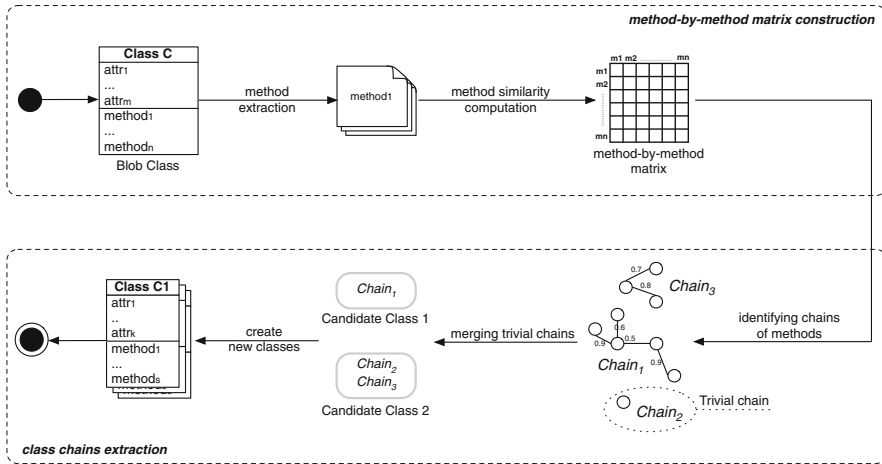 method-by-method matrix construction
Class C
attr1
...
attrm
method1
...
methodn
Blob Class
method
extraction
method1
method similarity
computation
m1 m2 mn
m1
m2
mn
method-by-method
matrix
Class C1
attr1
..
attrk
method1
...
methods
create
new classes
Chain1
Candidate Class 1
Chain2
Chain3
Candidate Class 2
merging trivial chains
0.7
0.8
Chain3
0.6
0.9
0.5
0.9
Chain1
Chain2
Trivial chain
identifying chains
of methods
class chains extraction